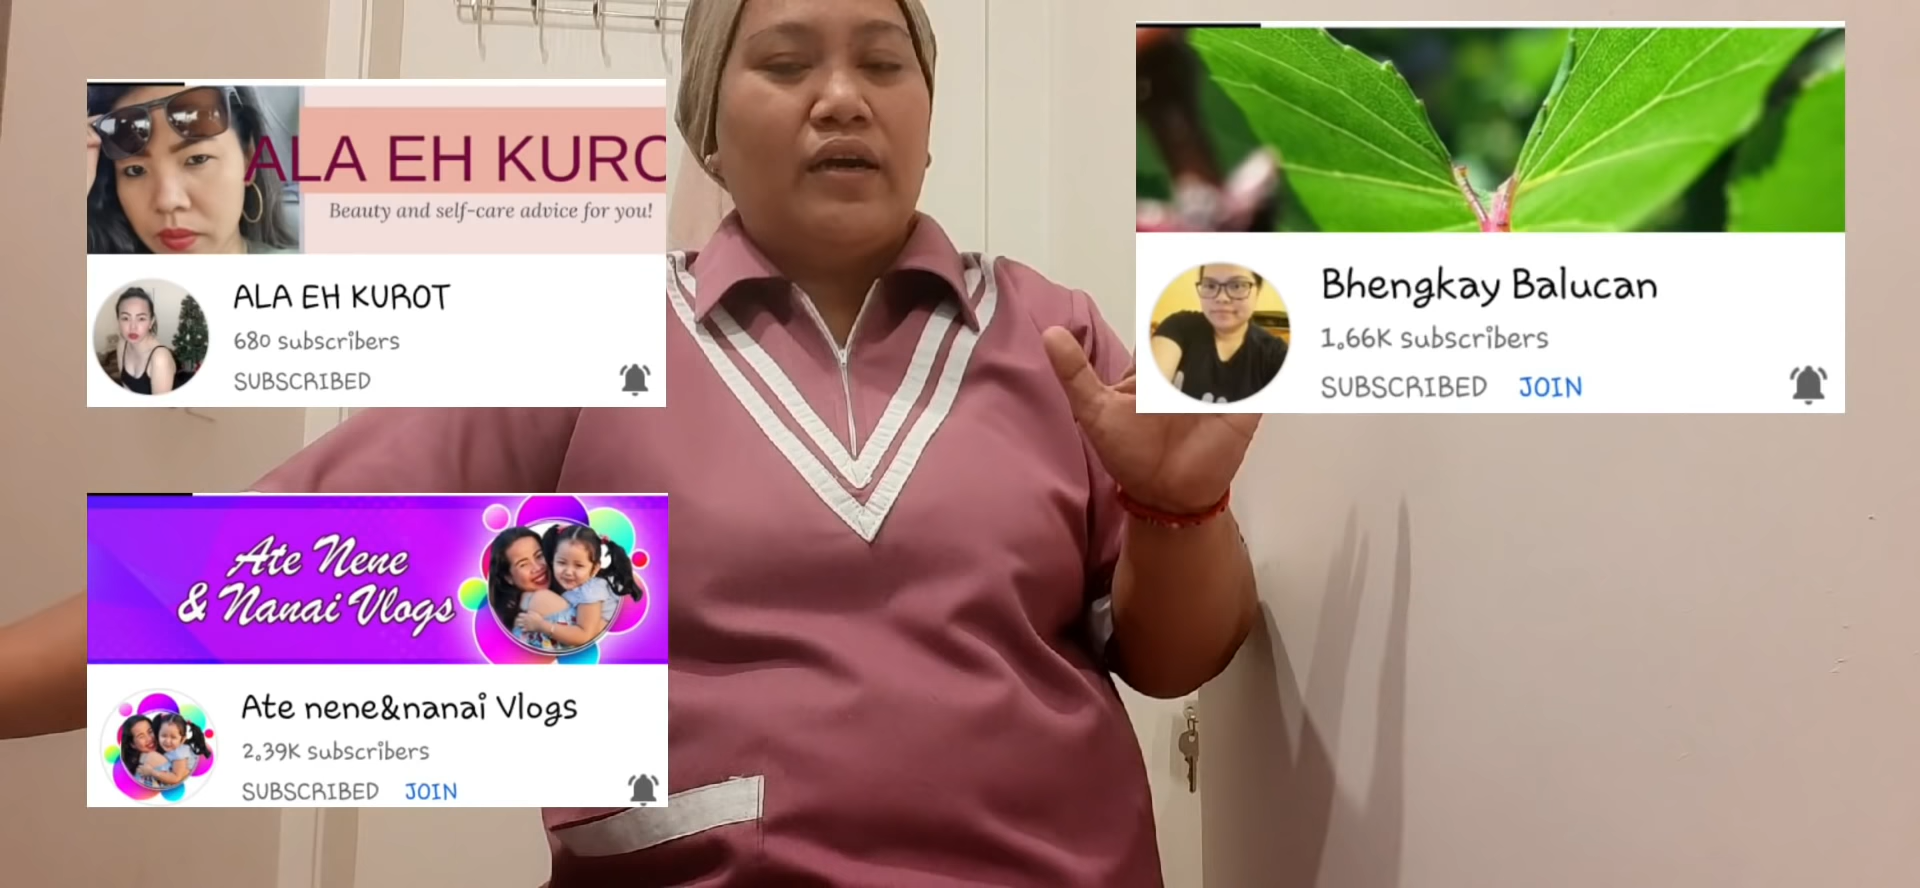 ALA EH KURO
Beauty and self-care advice for you!
ALA EH KUROT
680 subscribers
SUBSCRIBED
Ate Nene
& Nanai Vlogs
Ate nene&nanai Vlogs
2.39K subscribers
SUBSCRIBED JOIN
Bhengkay Balucan
1.66K subscribers
SUBSCRIBED JOIN